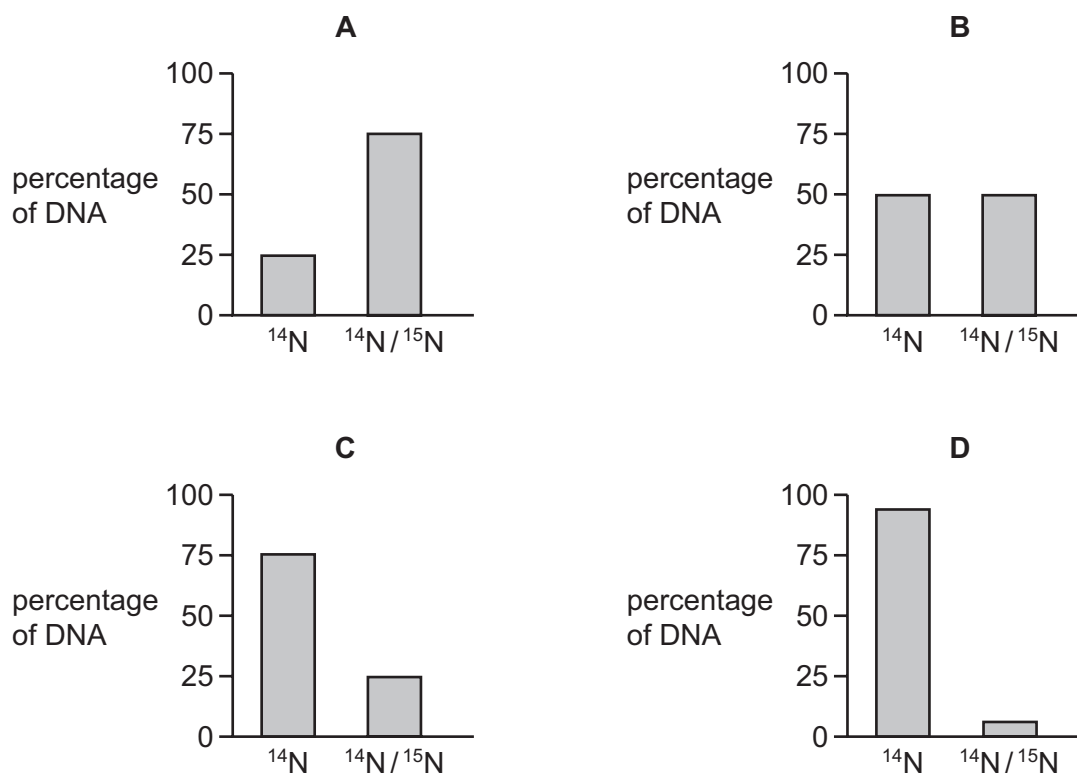 A
100
75
50
25
0
percentage
of DNA
¹⁴N
¹⁴N / ¹⁵N
B
100
75
50
25
0
percentage
of DNA
¹⁴N
¹⁴N / ¹⁵N
C
100
75
50
25
0
percentage
of DNA
¹⁴N
¹⁴N / ¹⁵N
D
100
75
50
25
0
percentage
of DNA
¹⁴N
¹⁴N / ¹⁵N